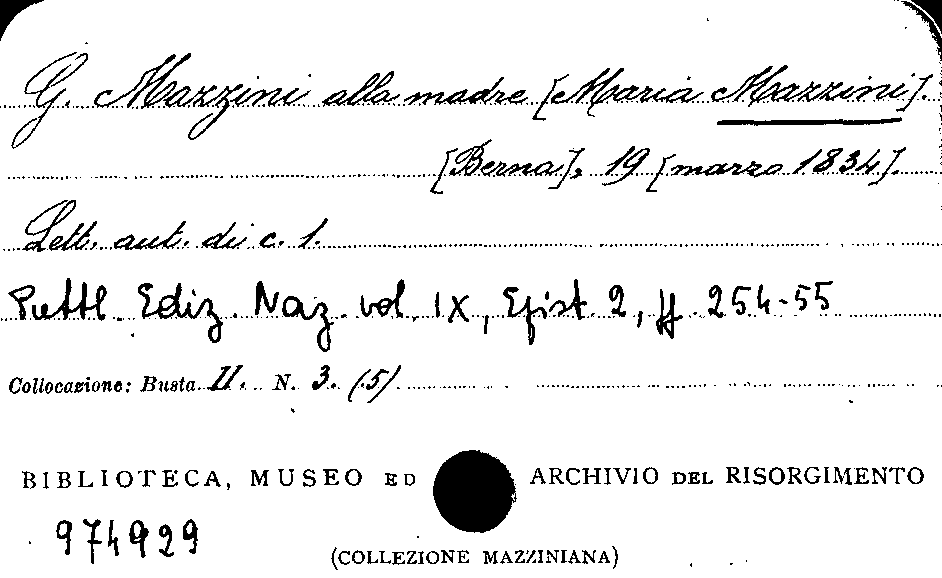 G. Mazzini alla madre [Maria Mazzini].
[Berna], 19 [marzo 1834].
Lett. aut. di c. 1.
Pubbl. Ediz. Naz. vol. IX, Epist. 2, pp. 254-55
Collocazione: Busta II. N. 3. (5)
BIBLIOTECA, MUSEO ED ARCHIVIO DEL RISORGIMENTO
974929
(COLLEZIONE MAZZINIANA)